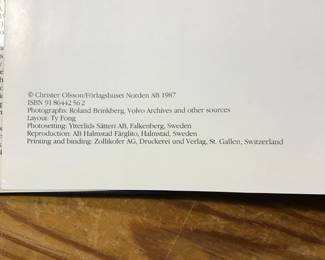 © Christer Olsson/Förlagshuset Norden AB 1987
ISBN 91 86442 56 2
Photographs: Roland Brinkberg, Volvo Archives and other sources
Layout: Ty Fong
Photosetting: Ytterlids Sätteri AB, Falkenberg, Sweden
Reproduction: AB Halmstad Färglito, Halmstad, Sweden
Printing and binding: Zollikofer AG, Druckerei und Verlag, St. Gallen, Switzerland